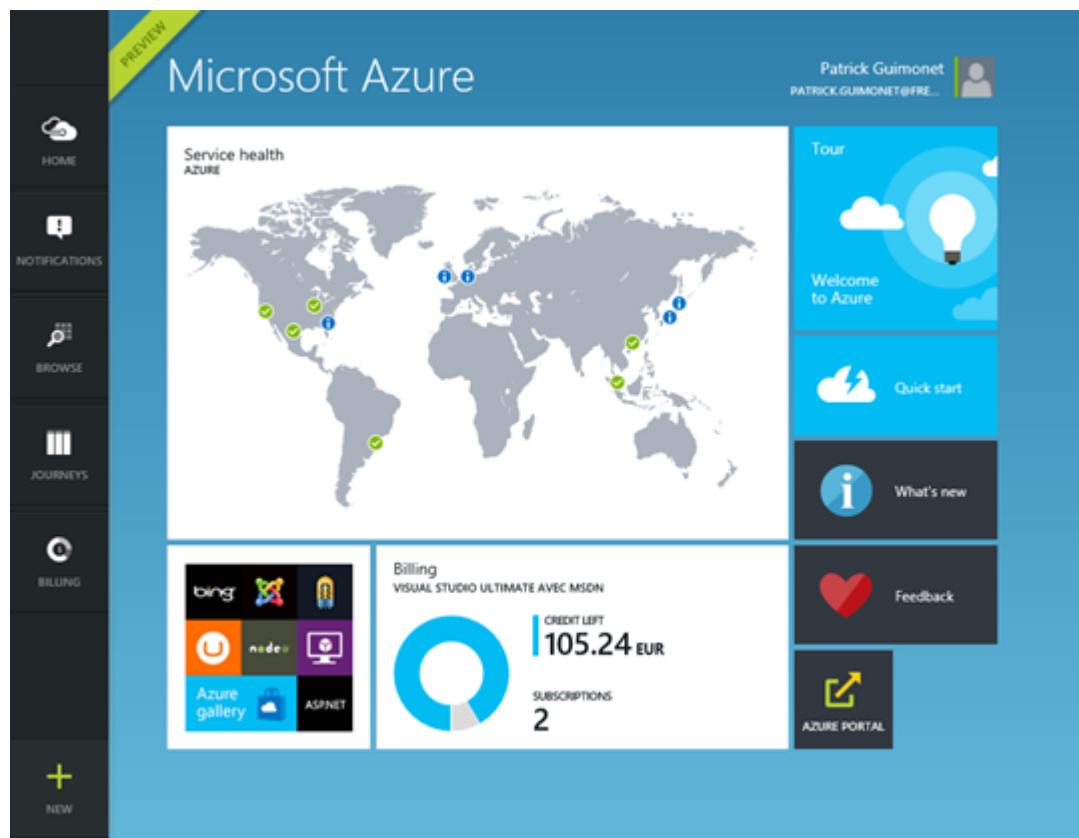 PREVIEW
Microsoft Azure
Patrick Guimonet
PATRICK.GUIMONET@FRE...
HOME
NOTIFICATIONS
BROWSE
JOURNEYS
BILLING
NEW
Service health
AZURE
Tour
Welcome
to Azure
Quick start
What's new
Feedback
AZURE PORTAL
bing
node
Azure
gallery
ASP.NET
Billing
VISUAL STUDIO ULTIMATE AVEC MSDN
CREDIT LEFT
105.24 EUR
SUBSCRIPTIONS
2